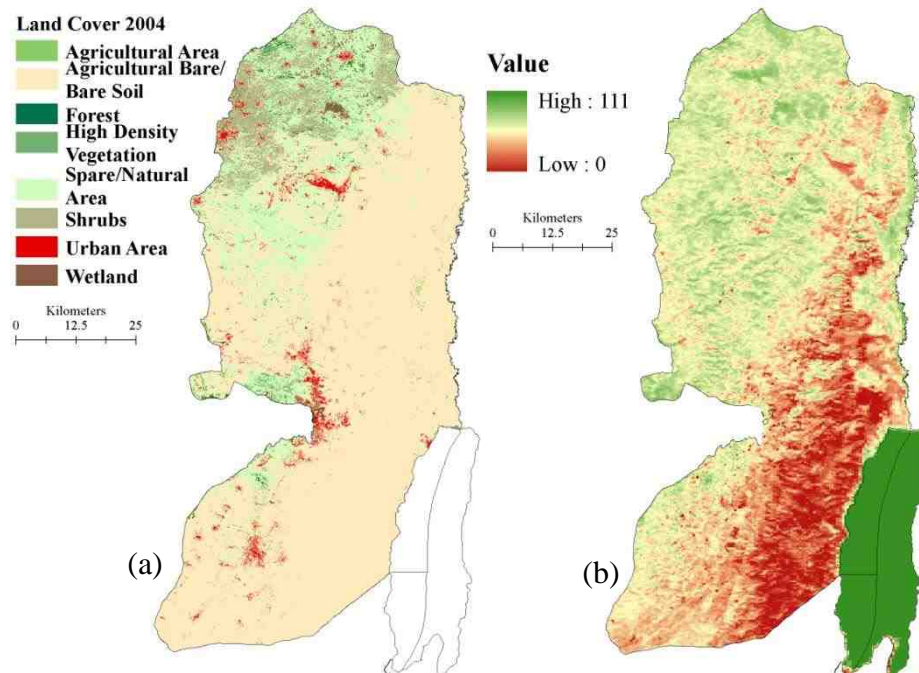 Land Cover 2004
Agricultural Area
Agricultural Bare/
Bare Soil
Forest
High Density
Vegetation
Spare/Natural
Area
Shrubs
Urban Area
Wetland
Kilometers
0 12.5 25
(a)
Value
High : 111
Low : 0
Kilometers
0 12.5 25
(b)